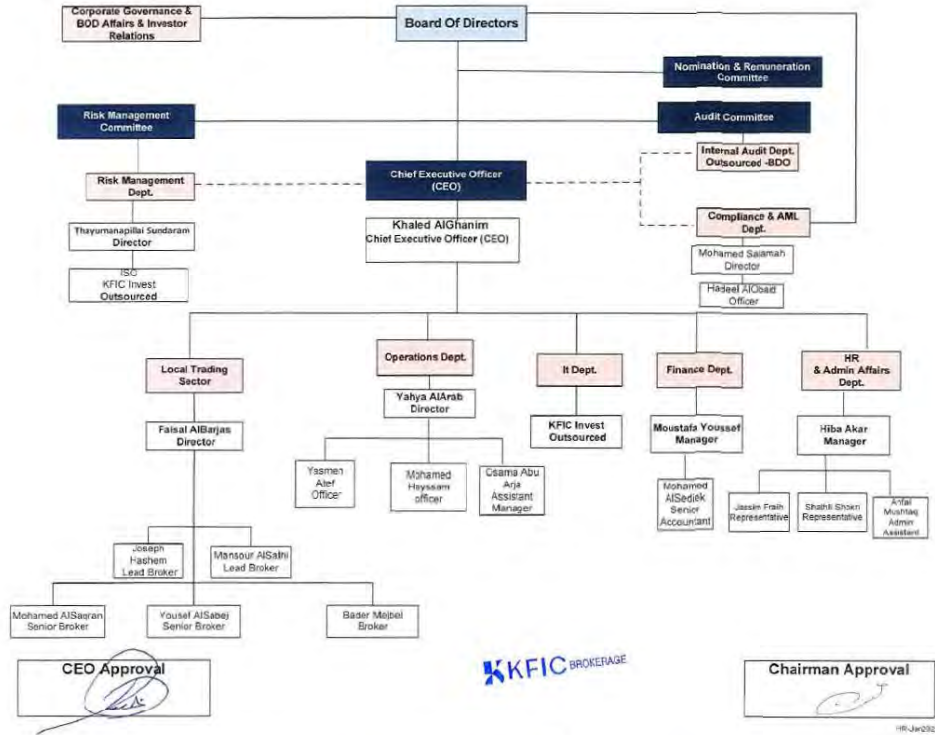 Corporate Governance &
BOD Affairs & Investor
Relations
Board Of Directors
Nomination & Remuneration
Committee
Risk Management
Committee
Audit Committee
Internal Audit Dept.
Outsourced -BDO
Risk Management
Dept.
Chief Executive Officer
(CEO)
Thayumanapillai Sundaram
Director
Khaled AlGhanim
Chief Executive Officer (CEO)
Compliance & AML
Dept.
Mohamed Salamah
Director
ISO
KFIC Invest
Outsourced
Hadeel AlObaid
Officer
Local Trading
Sector
Operations Dept.
It Dept.
Finance Dept.
HR
& Admin Affairs
Dept.
Faisal AlBarjas
Director
Yahya AlArab
Director
KFIC Invest
Outsourced
Moustafa Youssef
Manager
Hiba Akar
Manager
Yasmen
Atef
Officer
Mohamed
Hayssam
officer
Osama Abu
Arja
Assistant
Manager
Mohamed
AlSediek
Senior
Accountant
Jassim Fraih
Representative
Shathli Shokri
Representative
Anfal
Mushtaq
Admin
Assistant
Joseph
Hashem
Lead Broker
Mansour AlSalhi
Lead Broker
Mohamed AlSaqran
Senior Broker
Yousef AlSabej
Senior Broker
Bader Mejbel
Broker
CEO Approval
KFIC BROKERAGE
Chairman Approval